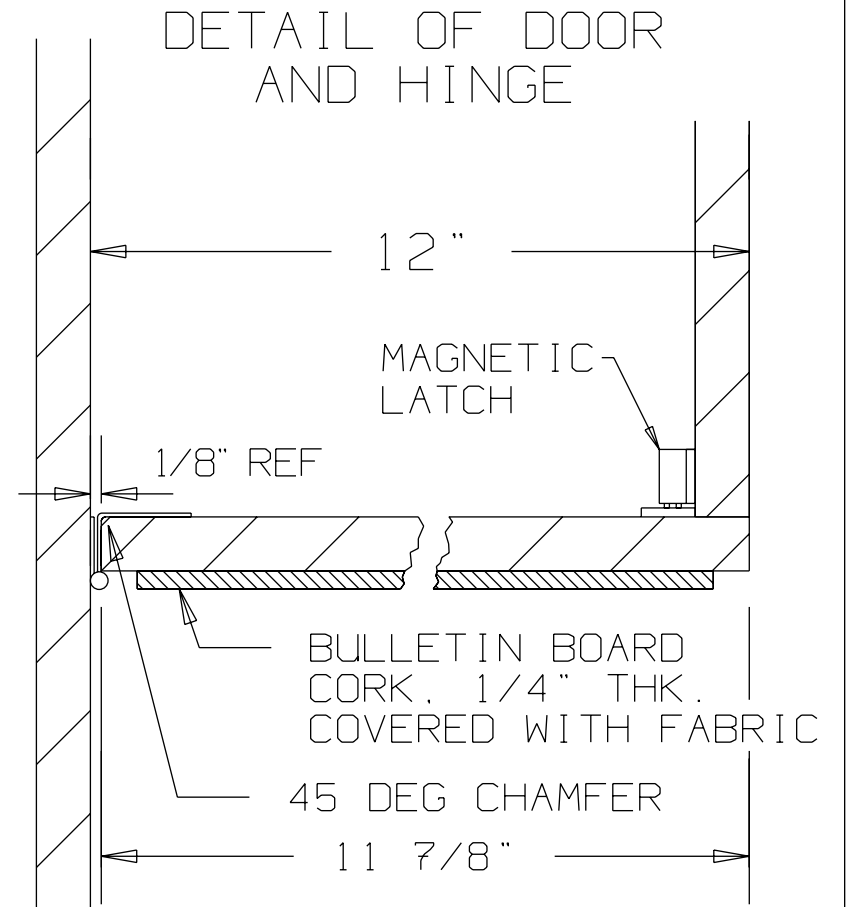 DETAIL OF DOOR
AND HINGE
12"
MAGNETIC
LATCH
1/8" REF
BULLETIN BOARD
CORK, 1/4" THK.
COVERED WITH FABRIC
45 DEG CHAMFER
11 7/8"